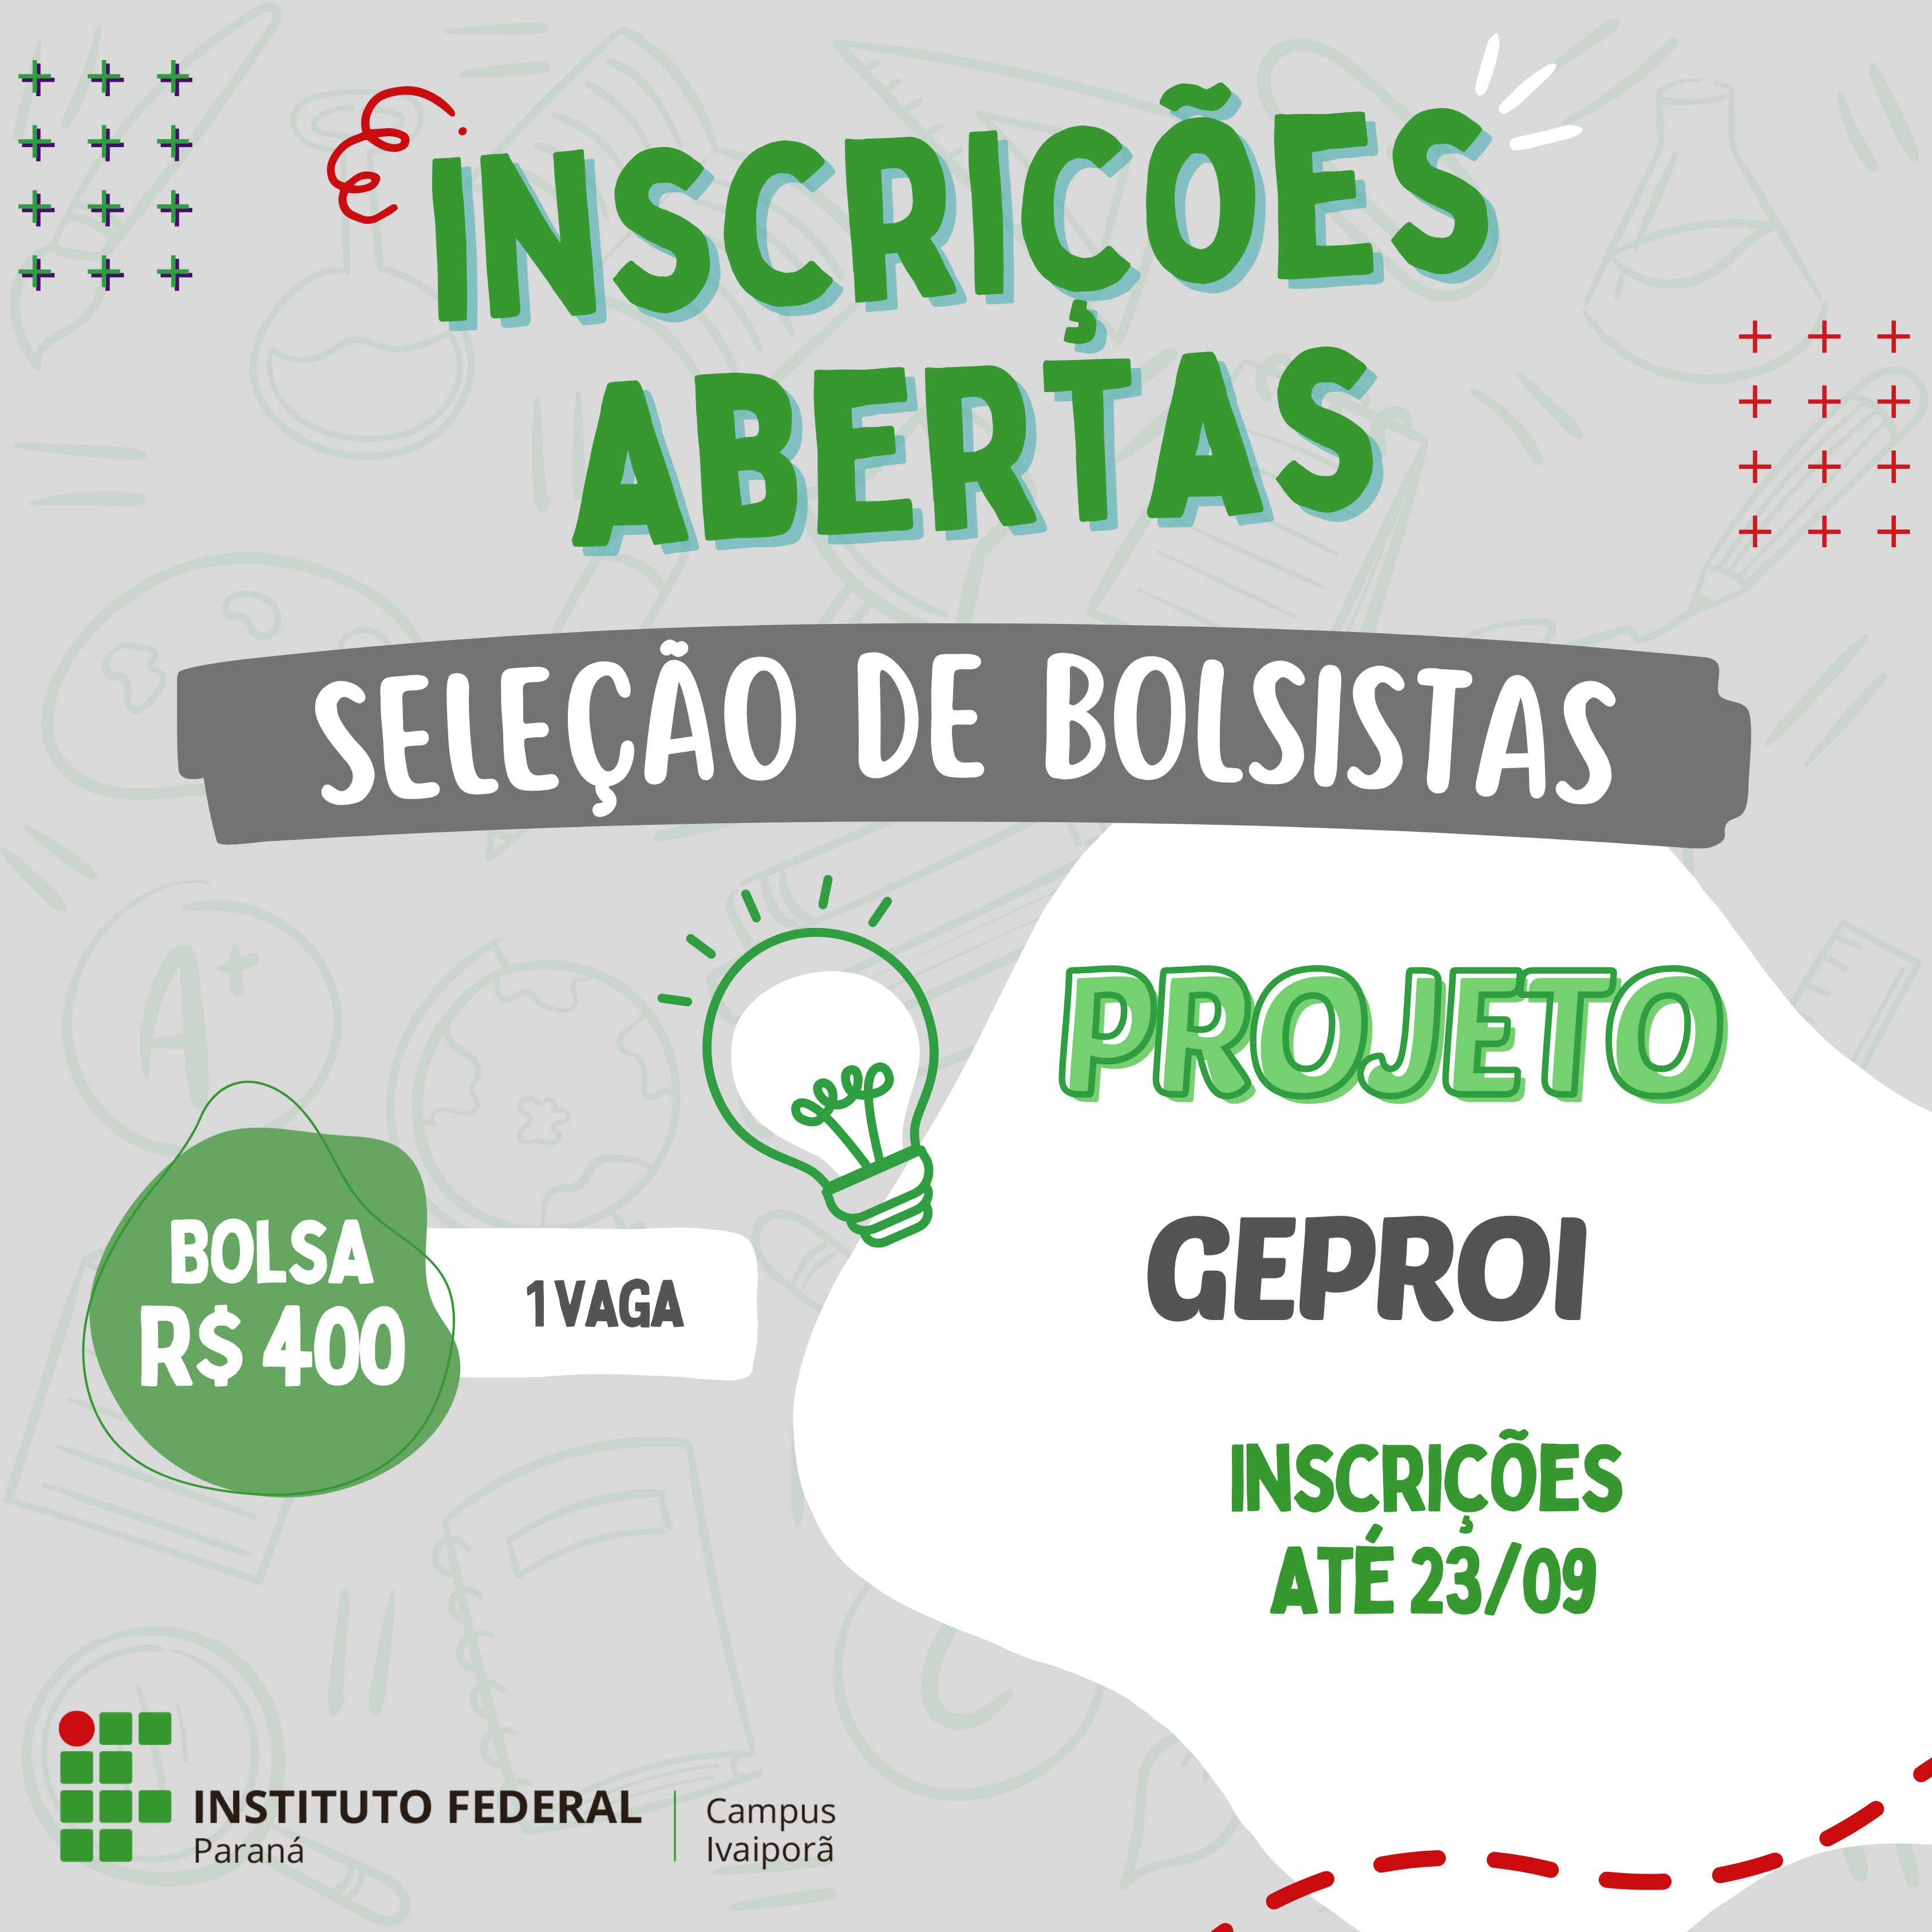 INSCRIÇÕES
ABERTAS
SELEÇÃO DE BOLSISTAS
PROJETO
GEPROI
BOLSA
R$ 400
1 VAGA
INSCRIÇÕES
ATÉ 23/09
A+
INSTITUTO FEDERAL
Paraná
Campus
Ivaiporã